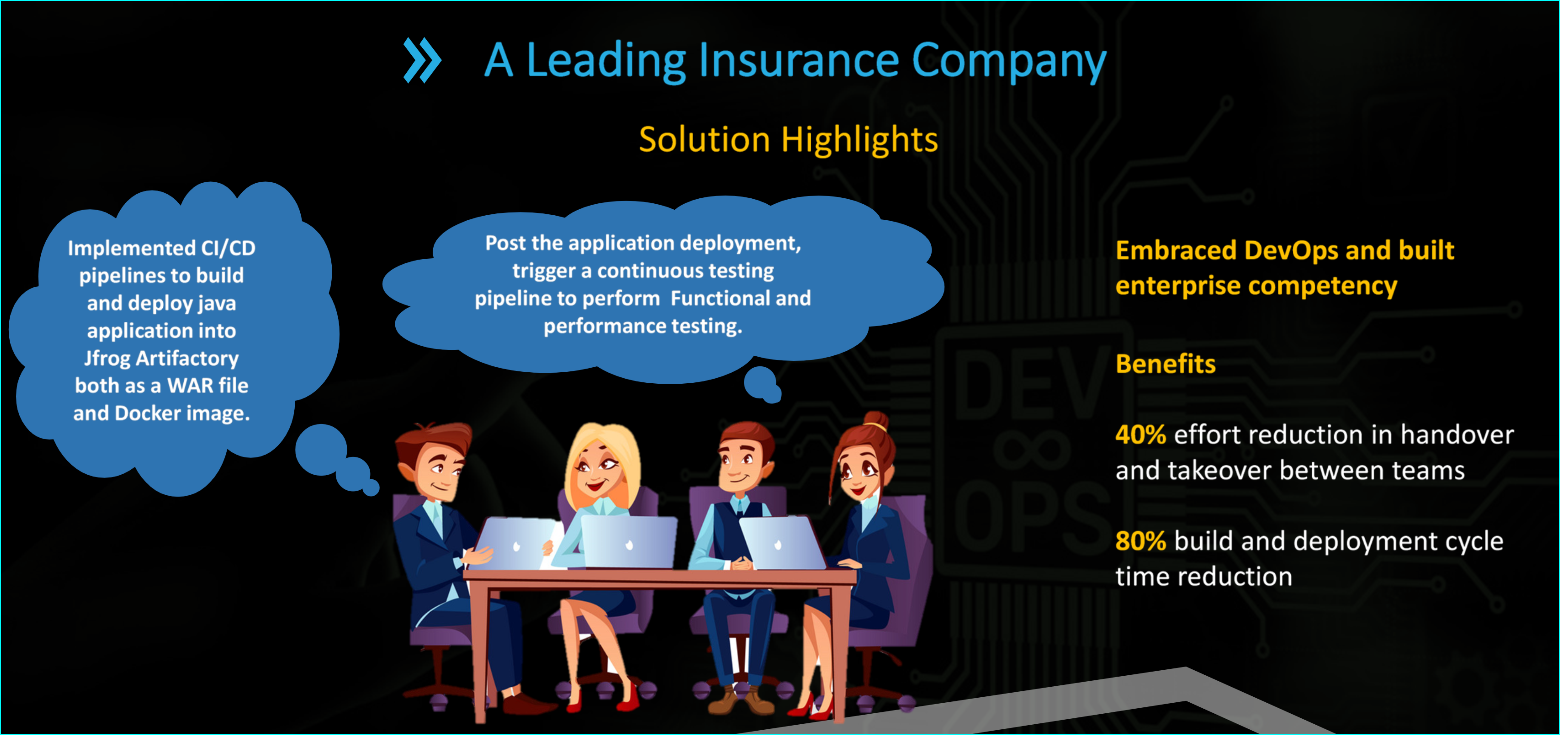 A Leading Insurance Company
Solution Highlights
Implemented CI/CD
pipelines to build
and deploy java
application into
Jfrog Artifactory
both as a WAR file
and Docker image.
Post the application deployment,
trigger a continuous testing
pipeline to perform  Functional and
performance testing.
Embraced DevOps and built
enterprise competency
Benefits
40% effort reduction in handover
and takeover between teams
80% build and deployment cycle
time reduction
DEV
OPS